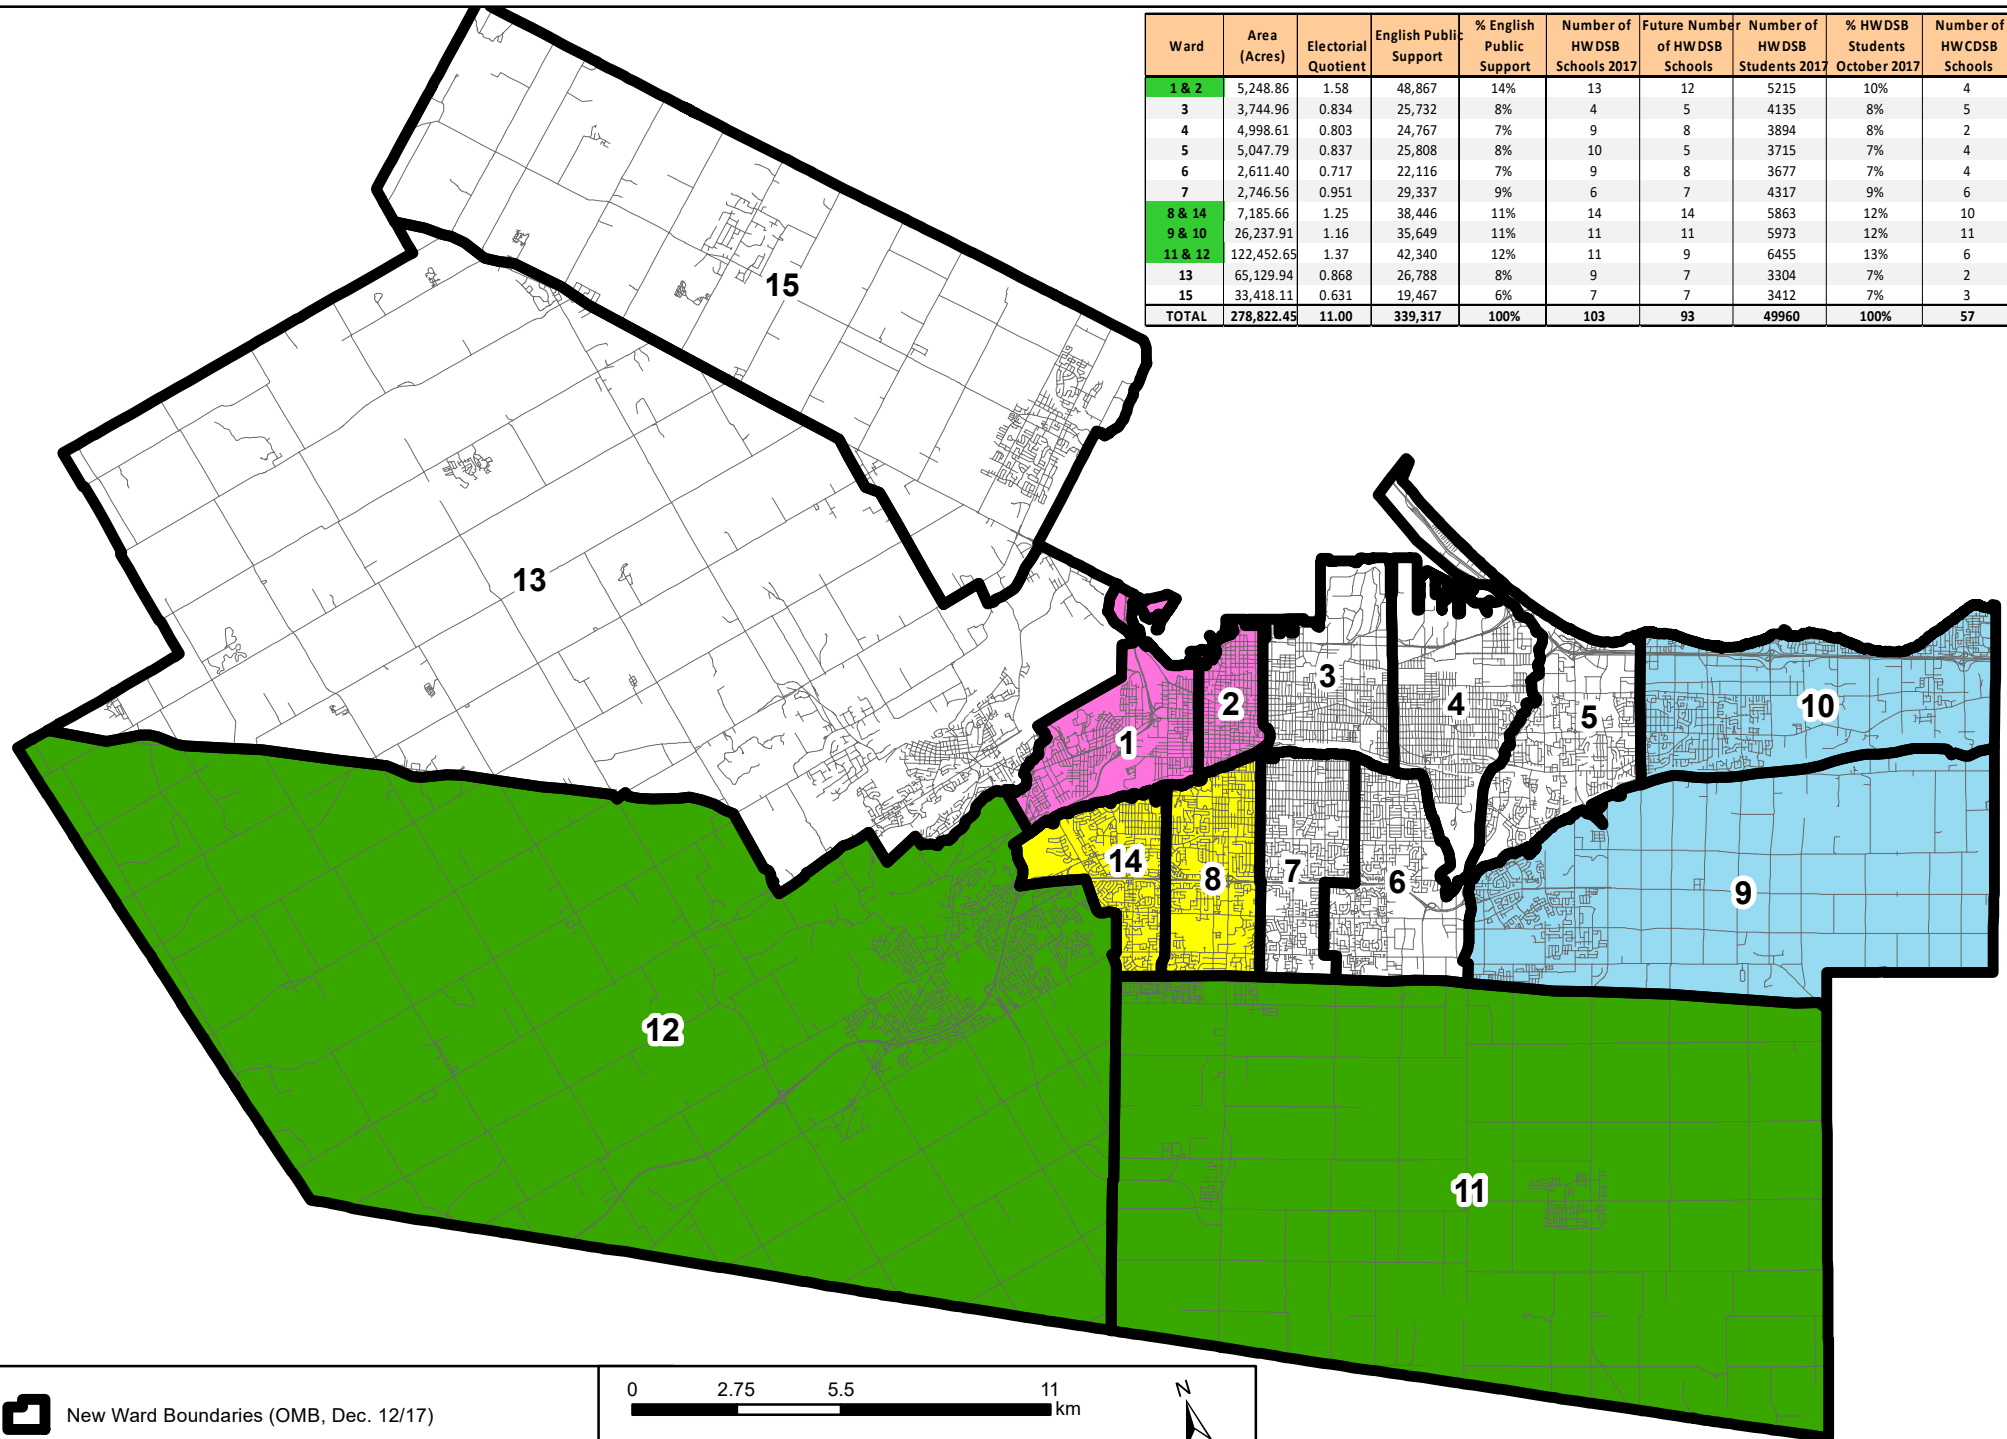 Ward Area (Acres) Electorial Quotient English Public Support % English Public Support Number of HWDSB Schools 2017 Future Number of HWDSB Schools Number of HWDSB Students 2017 % HWDSB Students October 2017 Number of HWCDSB Schools
1 & 2 5,248.86 1.58 48,867 14% 13 12 5215 10% 4
3 3,744.96 0.834 25,732 8% 4 5 4135 8% 5
4 4,998.61 0.803 24,767 7% 9 8 3894 8% 2
5 5,047.79 0.837 25,808 8% 10 5 3715 7% 4
6 2,611.40 0.717 22,116 7% 9 8 3677 7% 4
7 2,746.56 0.951 29,337 9% 6 7 4317 9% 6
8 & 14 7,185.66 1.25 38,446 11% 14 14 5863 12% 10
9 & 10 26,237.91 1.16 35,649 11% 11 11 5973 12% 11
11 & 12 122,452.65 1.37 42,340 12% 11 9 6455 13% 6
13 65,129.94 0.868 26,788 8% 9 7 3304 7% 2
15 33,418.11 0.631 19,467 6% 7 7 3412 7% 3
TOTAL 278,822.45 11.00 339,317 100% 103 93 49960 100% 57
15
13
3
2
4
10
5
1
14
8
7
6
9
12
11
New Ward Boundaries (OMB, Dec. 12/17)
0 2.75 5.5 11
km
N